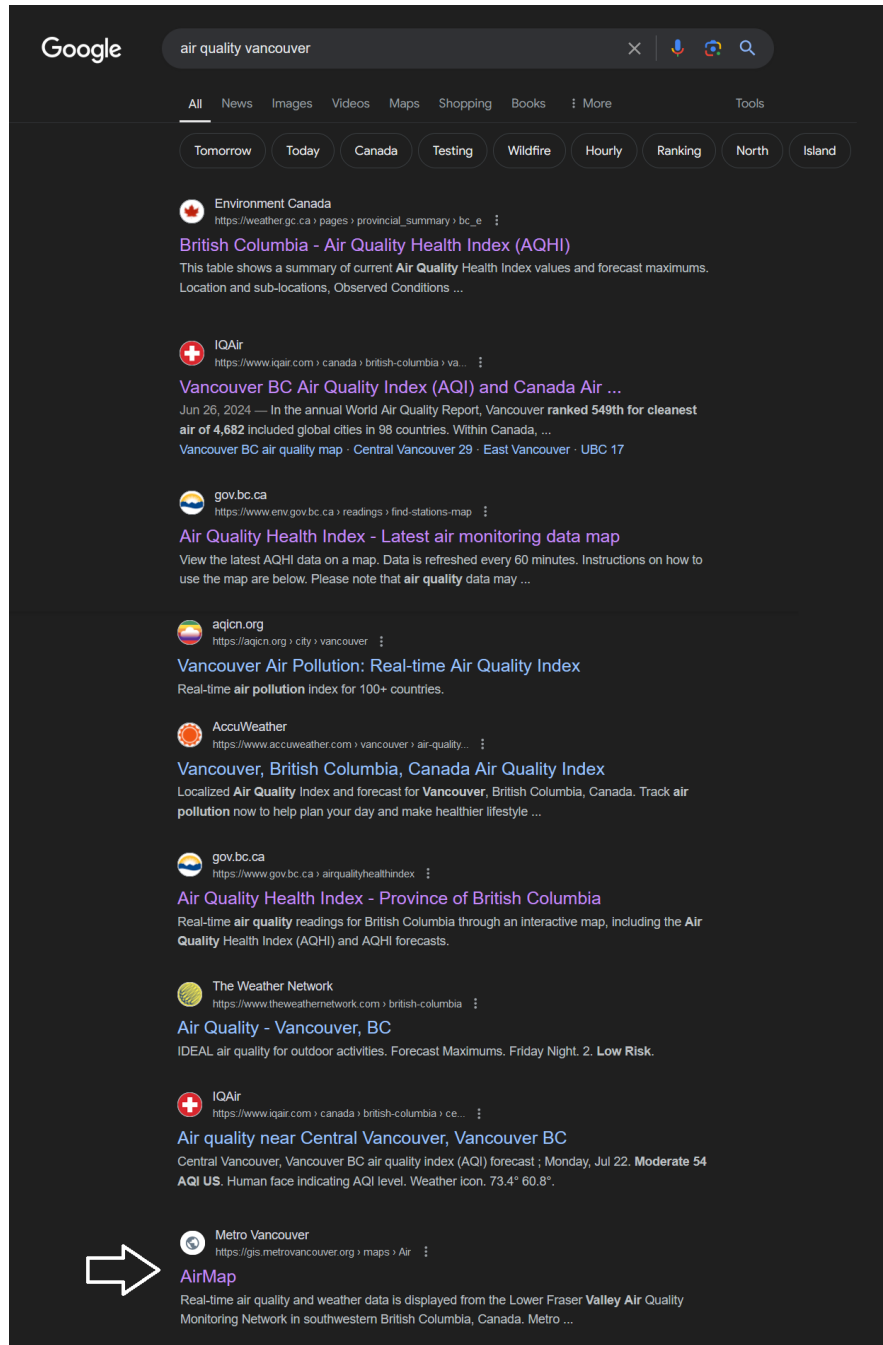 Google
air quality vancouver
All News Images Videos Maps Shopping Books More Tools
Tomorrow Today Canada Testing Wildfire Hourly Ranking North Island
Environment Canada
https://weather.gc.ca › pages › provincial_summary › bc_e
British Columbia - Air Quality Health Index (AQHI)
This table shows a summary of current Air Quality Health Index values and forecast maximums.
Location and sub-locations, Observed Conditions ...
IQAir
https://www.iqair.com › canada › british-columbia › va...
Vancouver BC Air Quality Index (AQI) and Canada Air ...
Jun 26, 2024 — In the annual World Air Quality Report, Vancouver ranked 549th for cleanest
air of 4,682 included global cities in 98 countries. Within Canada, ...
Vancouver BC air quality map · Central Vancouver 29 · East Vancouver · UBC 17
gov.bc.ca
https://www.env.gov.bc.ca › readings › find-stations-map
Air Quality Health Index - Latest air monitoring data map
View the latest AQHI data on a map. Data is refreshed every 60 minutes. Instructions on how to
use the map are below. Please note that air quality data may ...
aqicn.org
https://aqicn.org › city › vancouver
Vancouver Air Pollution: Real-time Air Quality Index
Real-time air pollution index for 100+ countries.
AccuWeather
https://www.accuweather.com › vancouver › air-quality...
Vancouver, British Columbia, Canada Air Quality Index
Localized Air Quality Index and forecast for Vancouver, British Columbia, Canada. Track air
pollution now to help plan your day and make healthier lifestyle ...
gov.bc.ca
https://www.gov.bc.ca › airqualityhealthindex
Air Quality Health Index - Province of British Columbia
Real-time air quality readings for British Columbia through an interactive map, including the Air
Quality Health Index (AQHI) and AQHI forecasts.
The Weather Network
https://www.theweathernetwork.com › british-columbia
Air Quality - Vancouver, BC
IDEAL air quality for outdoor activities. Forecast Maximums. Friday Night. 2. Low Risk.
IQAir
https://www.iqair.com › canada › british-columbia › ce...
Air quality near Central Vancouver, Vancouver BC
Central Vancouver, Vancouver BC air quality index (AQI) forecast ; Monday, Jul 22. Moderate 54
AQI US. Human face indicating AQI level. Weather icon. 73.4° 60.8°.
Metro Vancouver
https://gis.metrovancouver.org › maps › Air
AirMap
Real-time air quality and weather data is displayed from the Lower Fraser Valley Air Quality
Monitoring Network in southwestern British Columbia, Canada. Metro ...